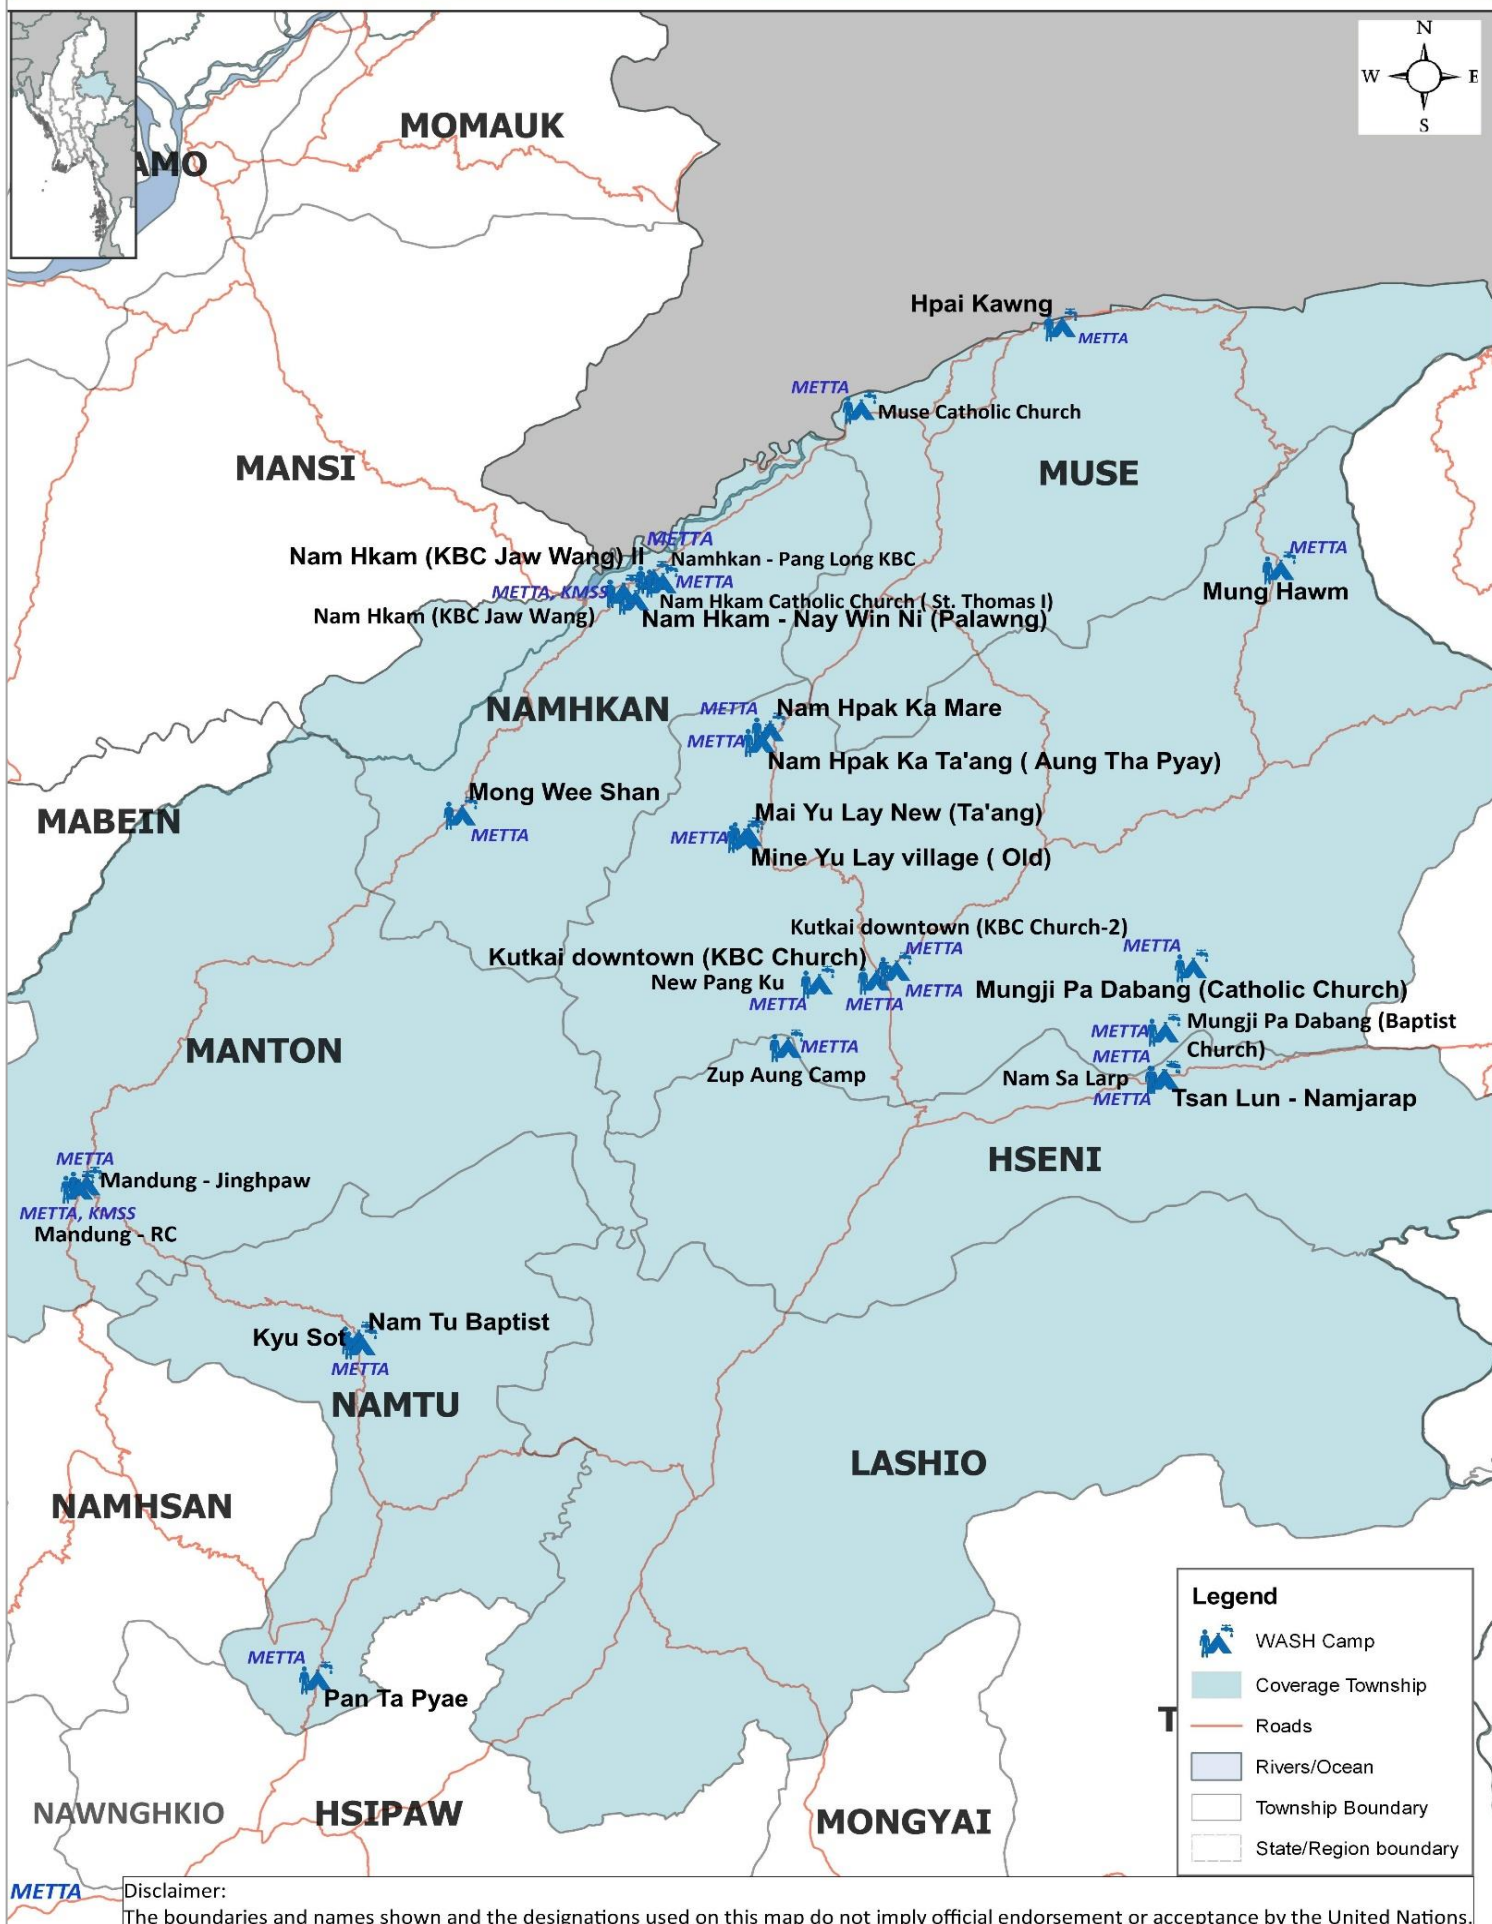 N
W
E
S
MOMAUK
AMO
Hpai Kawng
METTA
METTA
Muse Catholic Church
MANSI
MUSE
METTA
Nam Hkam (KBC Jaw Wang) II
Namhkan - Pang Long KBC
METTA
METTA
METTA, KMSS
Nam Hkam Catholic Church ( St. Thomas I)
Nam Hkam (KBC Jaw Wang)
Nam Hkam - Nay Win Ni (Palawng)
Mung Hawm
NAMHKAN
METTA
Nam Hpak Ka Mare
METTA
Nam Hpak Ka Ta'ang ( Aung Tha Pyay)
Mong Wee Shan
METTA
MABEIN
Mai Yu Lay New (Ta'ang)
METTA
Mine Yu Lay village ( Old)
Kutkai downtown (KBC Church-2)
METTA
METTA
Kutkai downtown (KBC Church)
New Pang Ku
METTA
METTA
METTA
Mungji Pa Dabang (Catholic Church)
Mungji Pa Dabang (Baptist
Church)
METTA
METTA
MANTON
METTA
Zup Aung Camp
Nam Sa Larp
METTA
Tsan Lun - Namjarap
HSENI
METTA
Mandung - Jinghpaw
METTA, KMSS
Mandung - RC
Nam Tu Baptist
Kyu Sot
METTA
NAMTU
LASHIO
NAMHSAN
METTA
Pan Ta Pyae
T
NAWNGHKIO
HSIPAW
MONGYAI
Legend
WASH Camp
Coverage Township
Roads
Rivers/Ocean
Township Boundary
State/Region boundary
METTA
Disclaimer:
The boundaries and names shown and the designations used on this map do not imply official endorsement or acceptance by the United Nations.